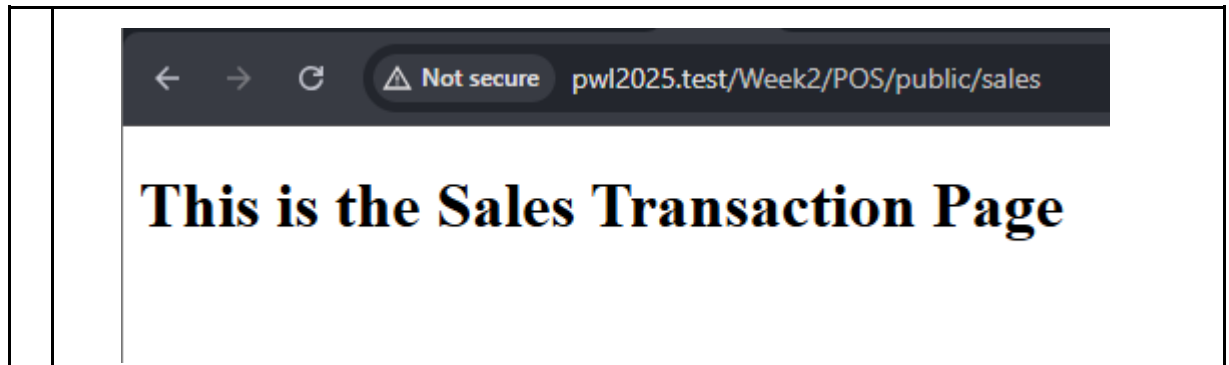 Not secure pwl2025.test/Week2/POS/public/sales
This is the Sales Transaction Page